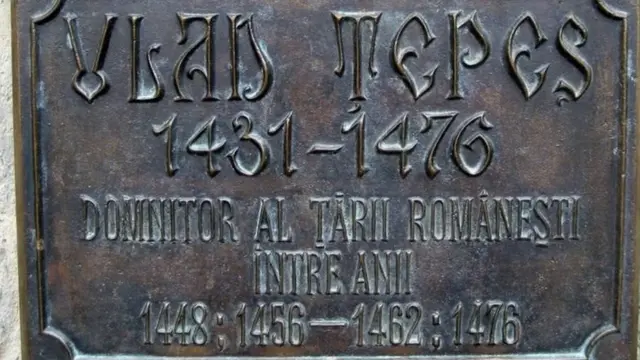 VLAD ȚEPEȘ
1431-1476
DOMNITOR AL ȚĂRII ROMÂNEȘTI
ÎNTRE ANII
1448; 1456—1462; 1476